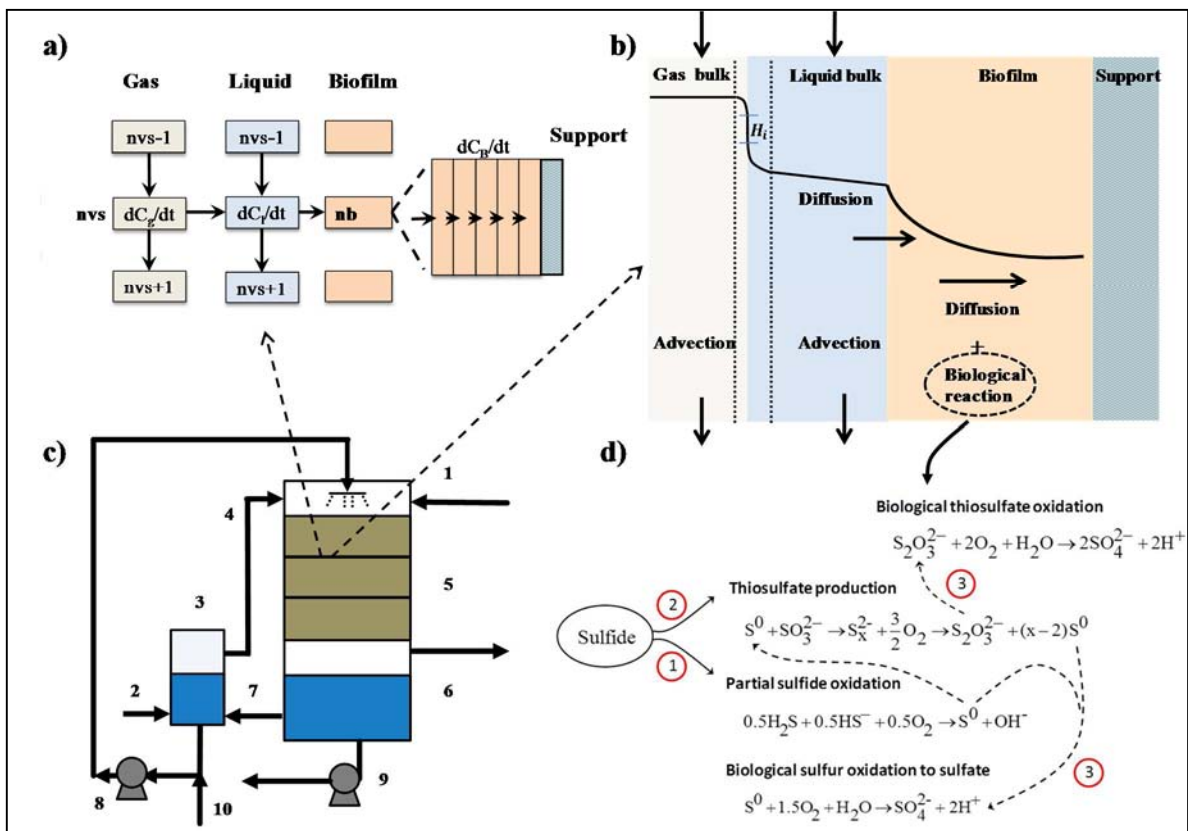 a)
Gas Liquid Biofilm
nvs-1 nvs-1
Support
dC_B/dt
nvs dC_g/dt dC_l/dt nb
nvs+1 nvs+1
b)
Gas bulk Liquid bulk Biofilm Support
H_i
Diffusion
Diffusion
+
Advection Advection Biological
reaction
c)
1
4
5
3
2 7 6
8 9
10
d)
Biological thiosulfate oxidation
S₂O₃²⁻ + 2O₂ + H₂O → 2SO₄²⁻ + 2H⁺
3
2 Thiosulfate production
Sulfide
S⁰ + SO₃²⁻ → Sₓ²⁻ + 3/2 O₂ → S₂O₃²⁻ + (x−2)S⁰
1
Partial sulfide oxidation
0.5H₂S + 0.5HS⁻ + 0.5O₂ → S⁰ + OH⁻
Biological sulfur oxidation to sulfate
3
S⁰ + 1.5O₂ + H₂O → SO₄²⁻ + 2H⁺